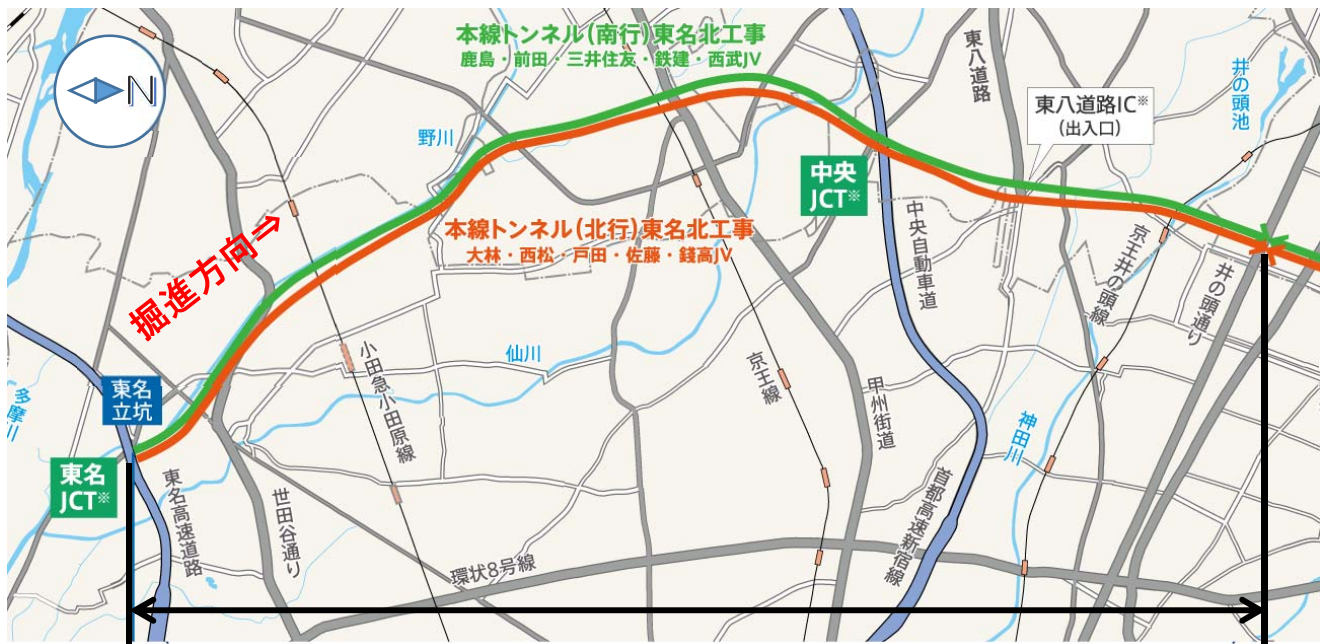 N
本線トンネル(南行)東名北工事
鹿島・前田・三井住友・鉄建・西武JV
東八道路
井の頭池
東八道路IC※
(出入口)
野川
中央
JCT※
掘進方向⇒
本線トンネル(北行)東名北工事
大林・西松・戸田・佐藤・錢高JV
中央自動車道
京王井の頭線
井の頭通り
小田急小田原線
仙川
京王線
甲州街道
神田川
多摩川
東名
立坑
東名
JCT※
東名高速道路
世田谷通り
環状8号線
首都高速新宿線